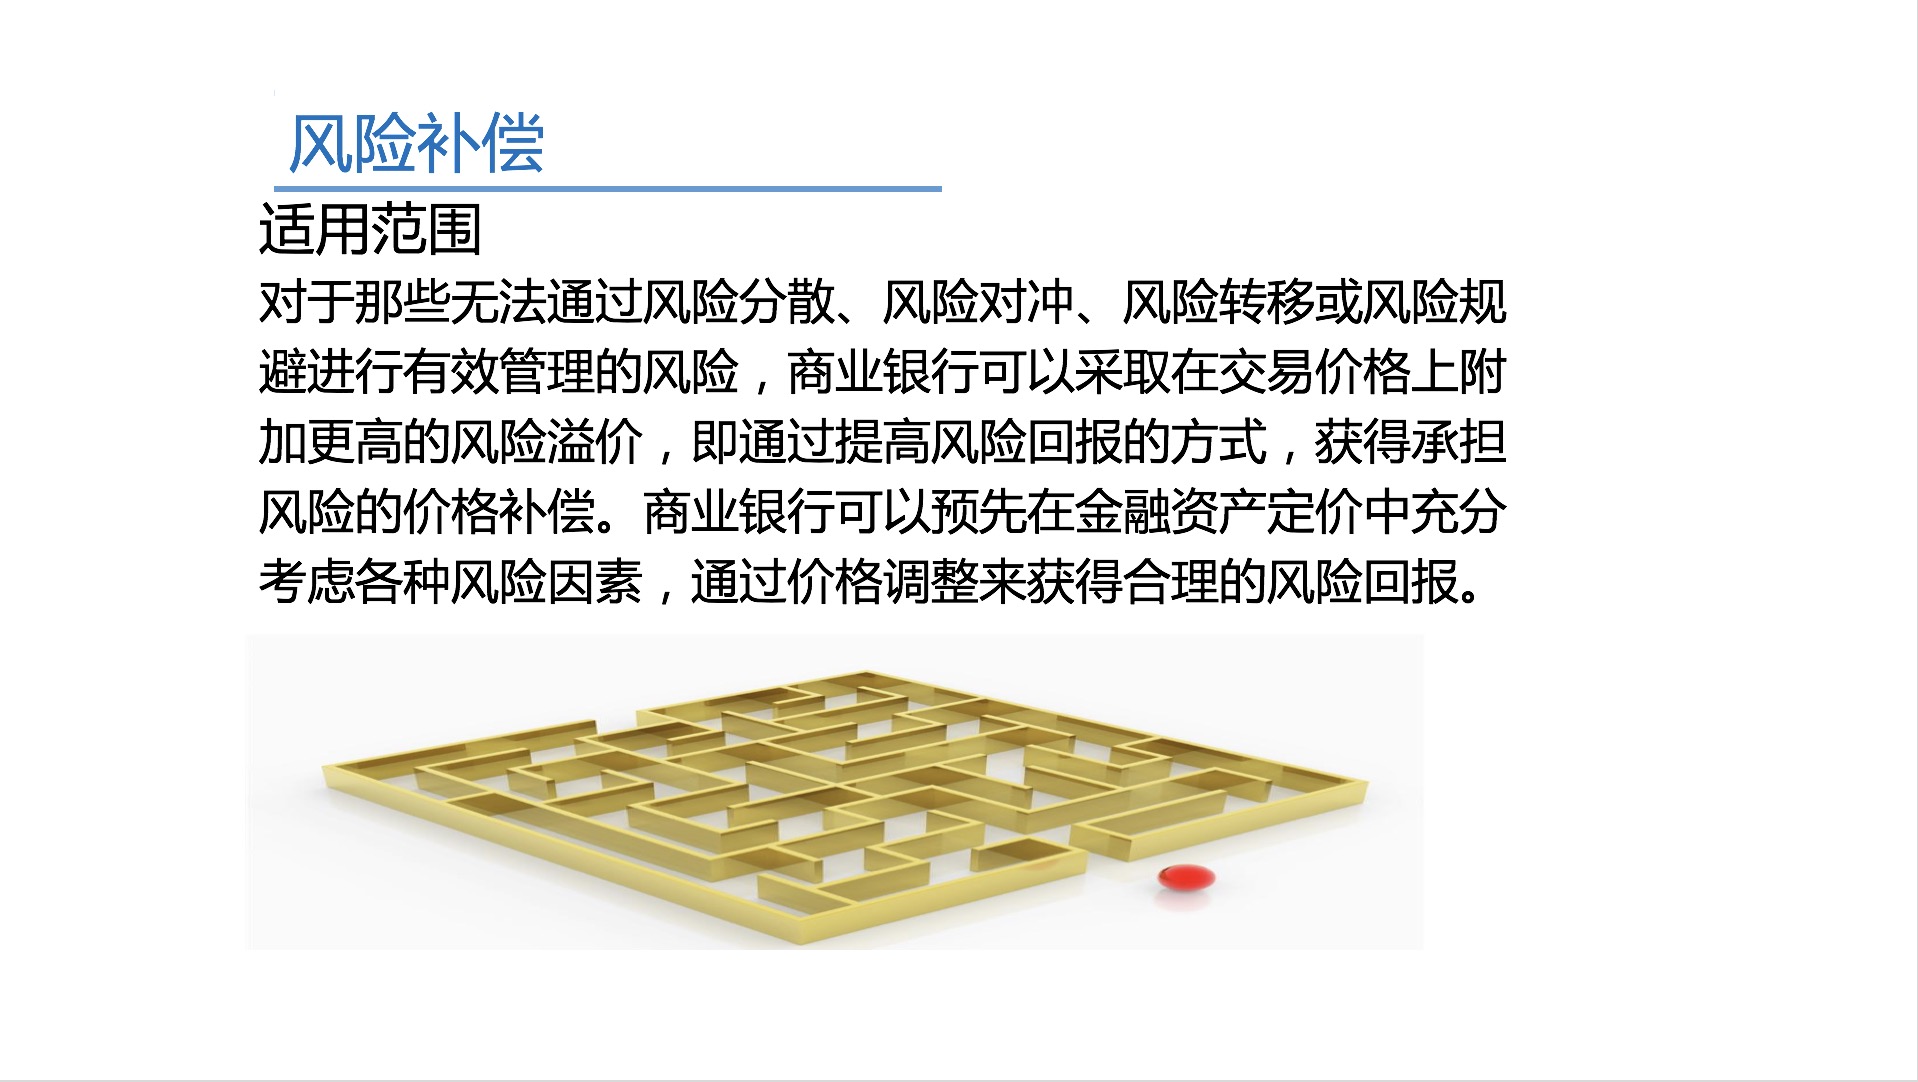 风险补偿
适用范围
对于那些无法通过风险分散、风险对冲、风险转移或风险规
避进行有效管理的风险，商业银行可以采取在交易价格上附
加更高的风险溢价，即通过提高风险回报的方式，获得承担
风险的价格补偿。商业银行可以预先在金融资产定价中充分
考虑各种风险因素，通过价格调整来获得合理的风险回报。